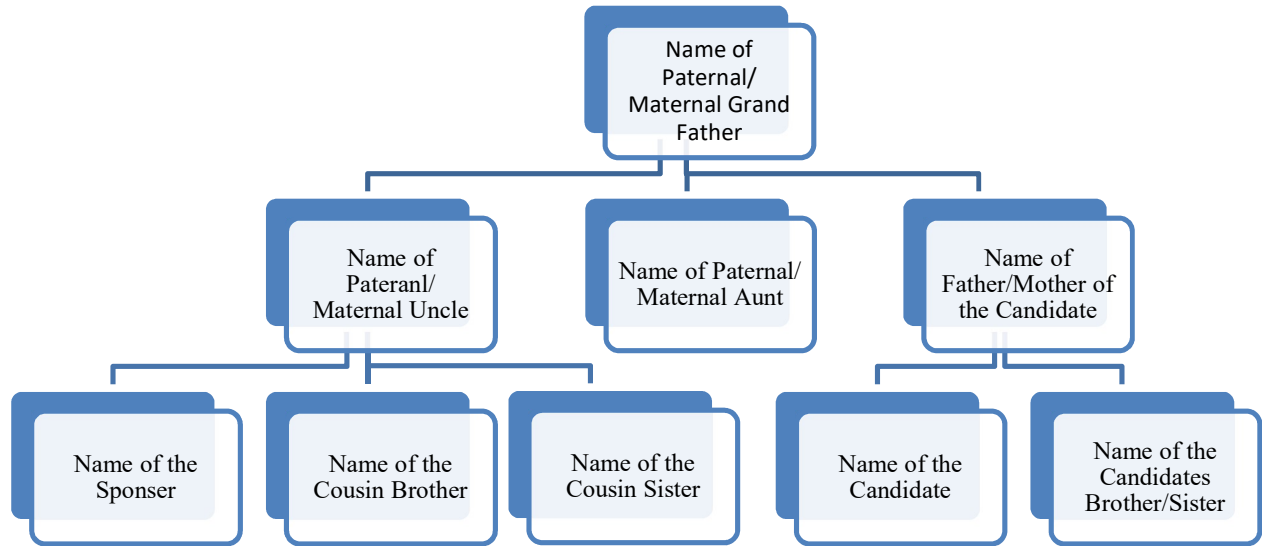 Name of
Paternal/
Maternal Grand
Father
Name of
Pateranl/
Maternal Uncle
Name of Paternal/
Maternal Aunt
Name of
Father/Mother of
the Candidate
Name of the
Sponser
Name of the
Cousin Brother
Name of the
Cousin Sister
Name of the
Candidate
Name of the
Candidates
Brother/Sister